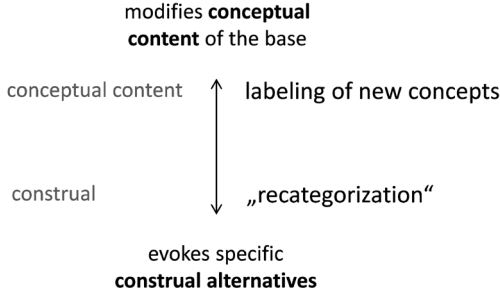 modifies conceptual
content of the base
conceptual content
labeling of new concepts
construal
„recategorization“
evokes specific
construal alternatives